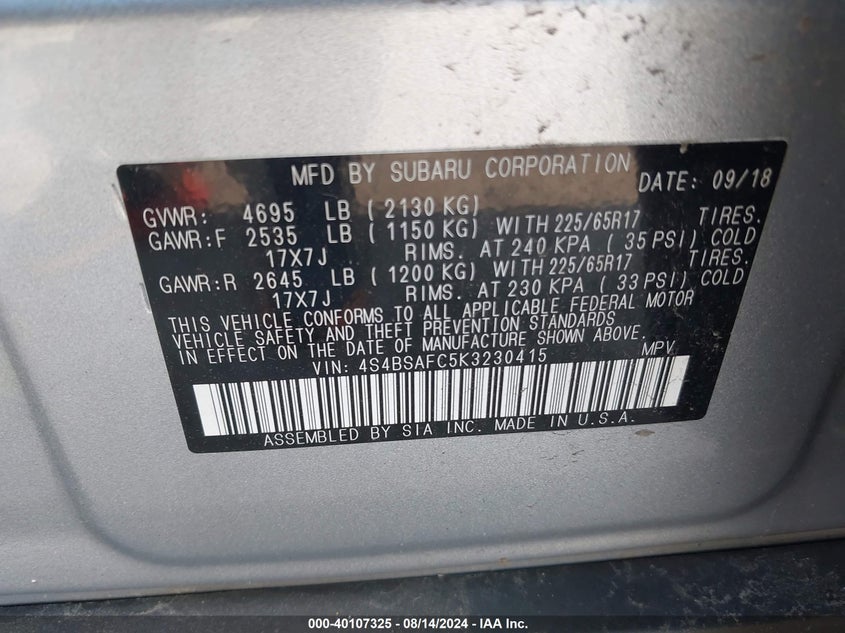 MFD BY SUBARU CORPORATION DATE: 09/18
GVWR: 4695 LB (2130 KG)
GAWR:F 2535 LB (1150 KG) WITH 225/65R17 TIRES.
17X7J RIMS. AT 240 KPA (35 PSI) COLD
GAWR:R 2645 LB (1200 KG) WITH 225/65R17 TIRES.
17X7J RIMS. AT 230 KPA (33 PSI) COLD
THIS VEHICLE CONFORMS TO ALL APPLICABLE FEDERAL MOTOR
VEHICLE SAFETY AND THEFT PREVENTION STANDARDS
IN EFFECT ON THE DATE OF MANUFACTURE SHOWN ABOVE.
VIN: 4S4BSAFC5K3230415 MPV
ASSEMBLED BY SIA INC. MADE IN U.S.A.
000-40107325 - 08/14/2024 - IAA Inc.